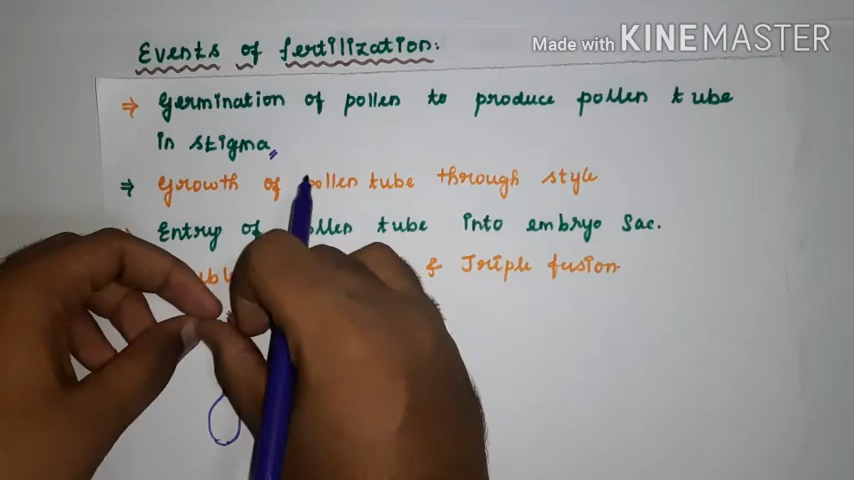 Events of fertilization:
Made with KINEMASTER
⇒ Germination of pollen to produce pollen tube
in stigma,
⇒ Growth of pollen tube through style
Entry of pollen tube into embryo sac.
& Triple fusion